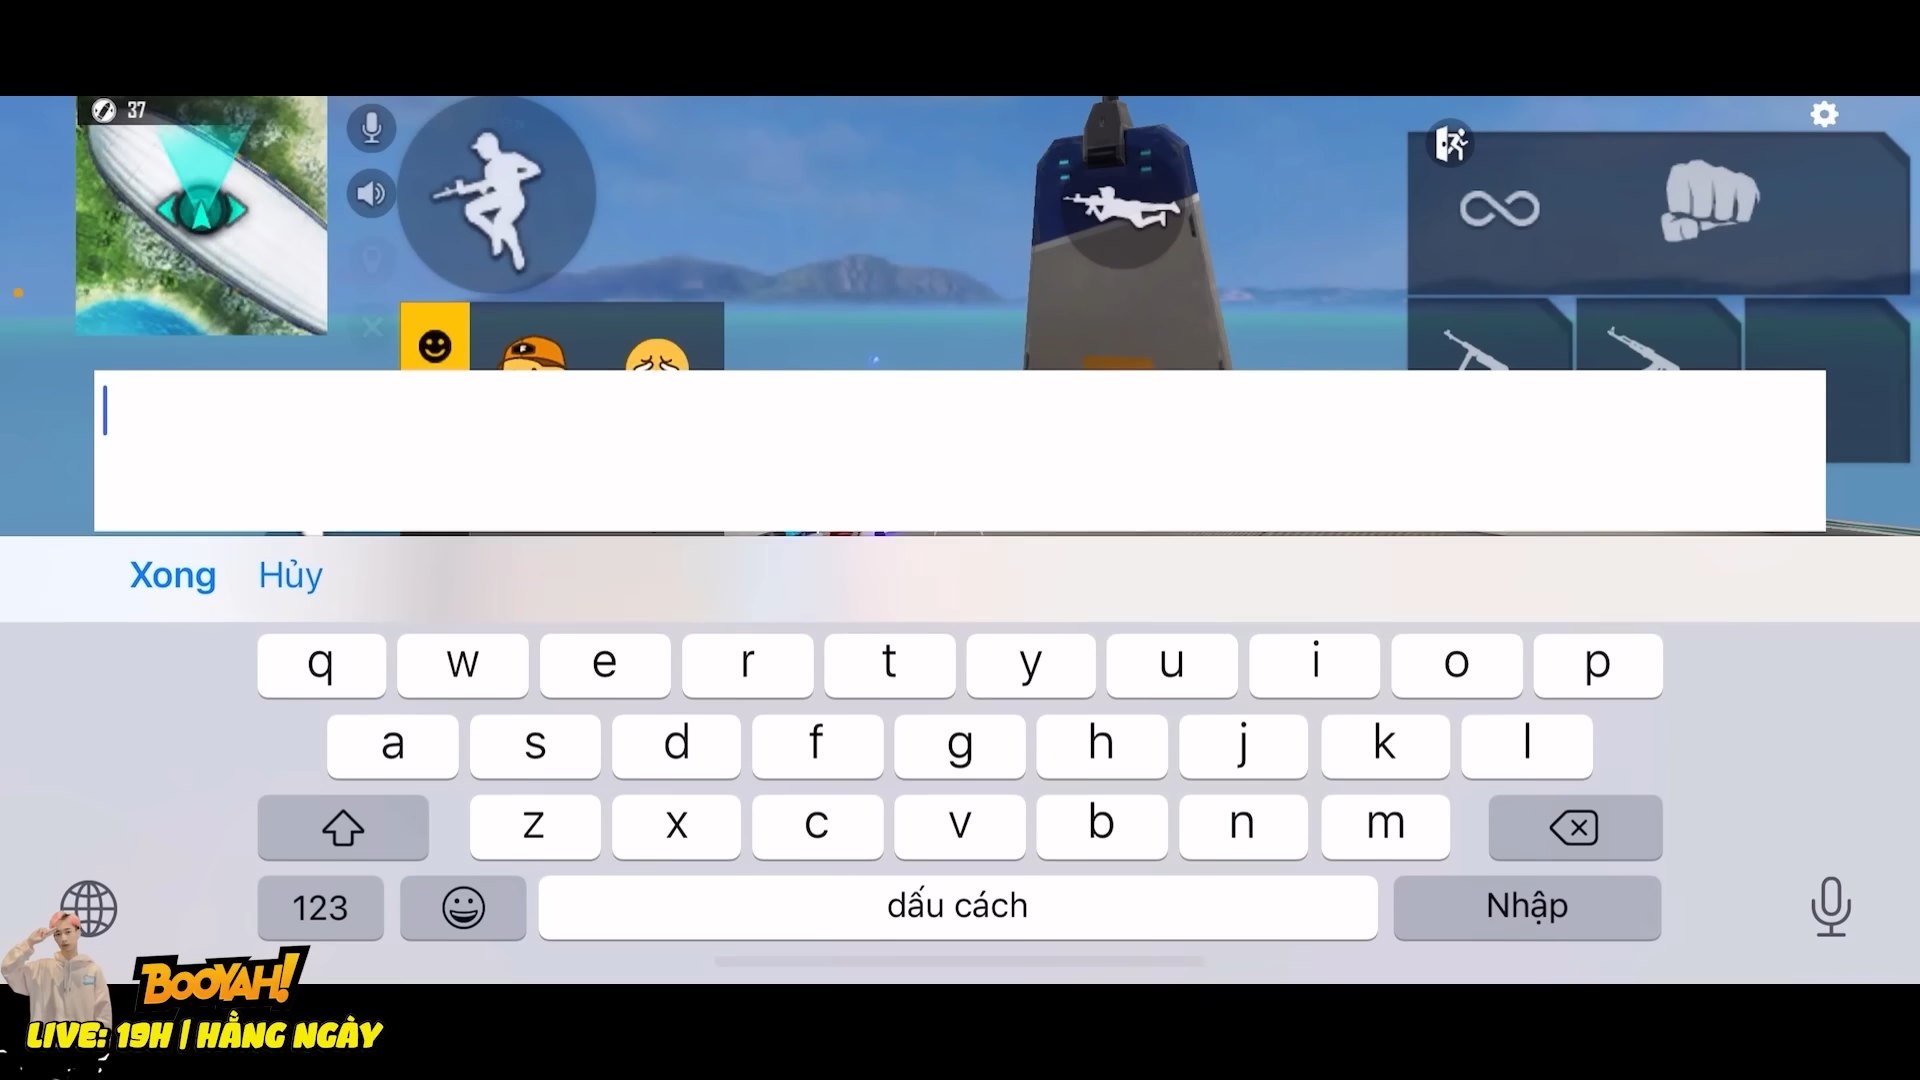 37
Xong Hủy
q w e r t y u i o p
a s d f g h j k l
z x c v b n m
123 dấu cách Nhập
BOOYAH!
LIVE: 19H | HẰNG NGÀY